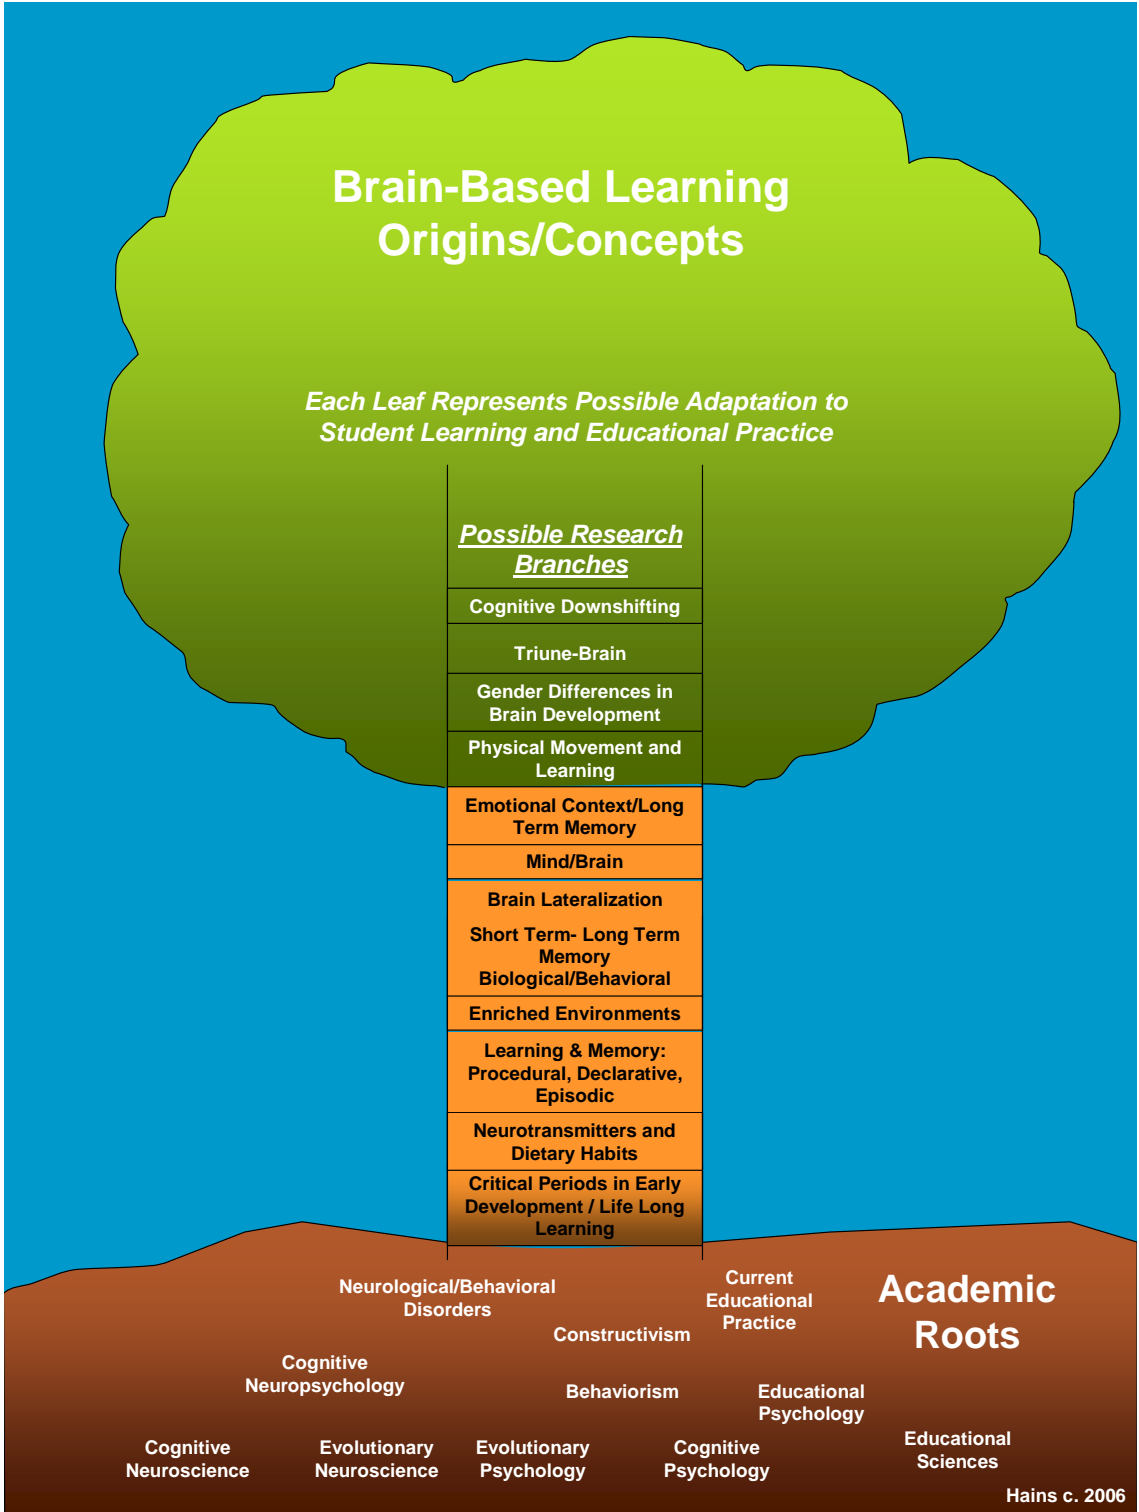 Brain-Based Learning
Origins/Concepts
Each Leaf Represents Possible Adaptation to
Student Learning and Educational Practice
Possible Research
Branches
Cognitive Downshifting
Triune-Brain
Gender Differences in
Brain Development
Physical Movement and
Learning
Emotional Context/Long
Term Memory
Mind/Brain
Brain Lateralization
Short Term- Long Term
Memory
Biological/Behavioral
Enriched Environments
Learning & Memory:
Procedural, Declarative,
Episodic
Neurotransmitters and
Dietary Habits
Critical Periods in Early
Development / Life Long
Learning
Neurological/Behavioral
Disorders
Constructivism
Current
Educational
Practice
Academic
Roots
Cognitive
Neuropsychology
Behaviorism
Educational
Psychology
Cognitive
Neuroscience
Evolutionary
Neuroscience
Evolutionary
Psychology
Cognitive
Psychology
Educational
Sciences
Hains c. 2006